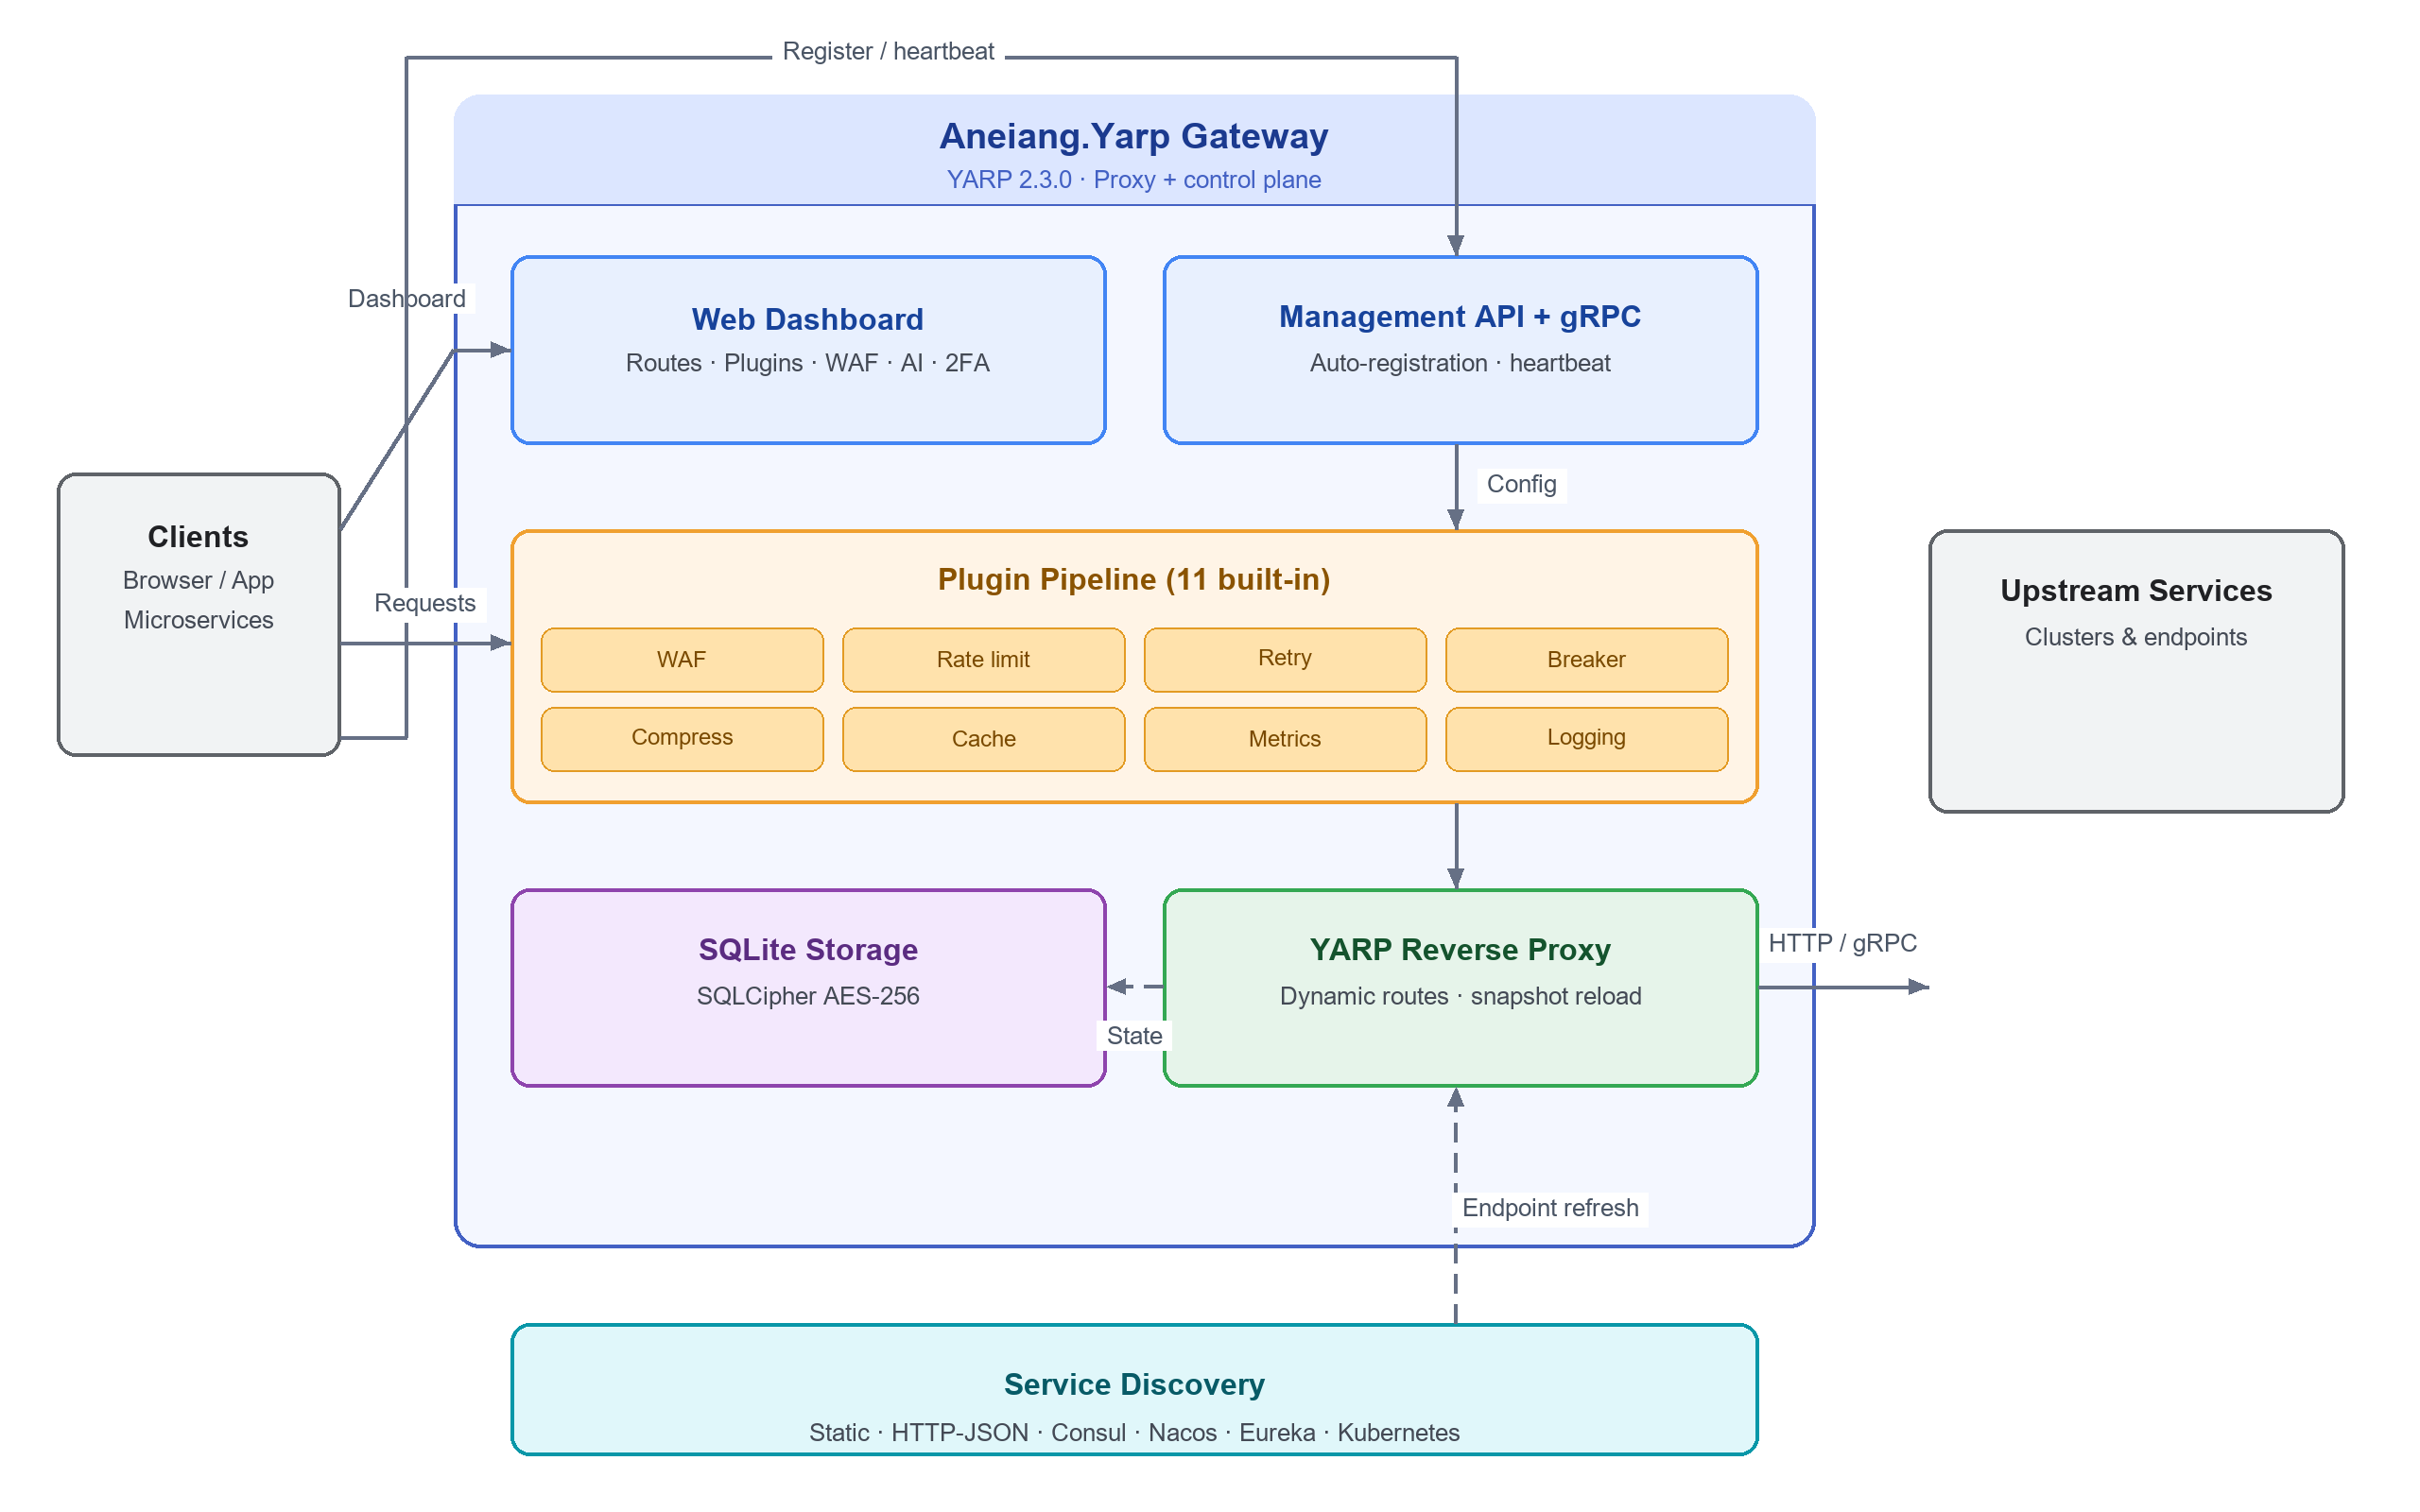 Register / heartbeat
Aneiang.Yarp Gateway
YARP 2.3.0 · Proxy + control plane
Dashboard
Web Dashboard
Routes · Plugins · WAF · AI · 2FA
Management API + gRPC
Auto-registration · heartbeat
Config
Clients
Browser / App
Microservices
Requests
Plugin Pipeline (11 built-in)
WAF
Rate limit
Retry
Breaker
Compress
Cache
Metrics
Logging
Upstream Services
Clusters & endpoints
SQLite Storage
SQLCipher AES-256
State
YARP Reverse Proxy
Dynamic routes · snapshot reload
HTTP / gRPC
Endpoint refresh
Service Discovery
Static · HTTP-JSON · Consul · Nacos · Eureka · Kubernetes